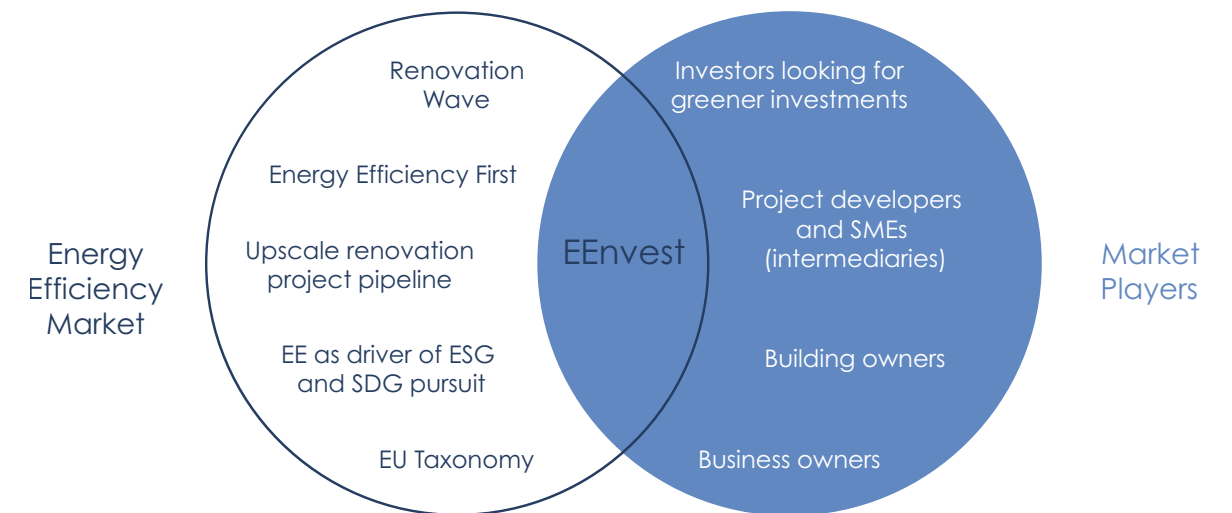 Energy
Efficiency
Market
Renovation
Wave
Energy Efficiency First
Upscale renovation
project pipeline
EE as driver of ESG
and SDG pursuit
EU Taxonomy
EEnvest
Investors looking for
greener investments
Project developers
and SMEs
(intermediaries)
Building owners
Business owners
Market
Players